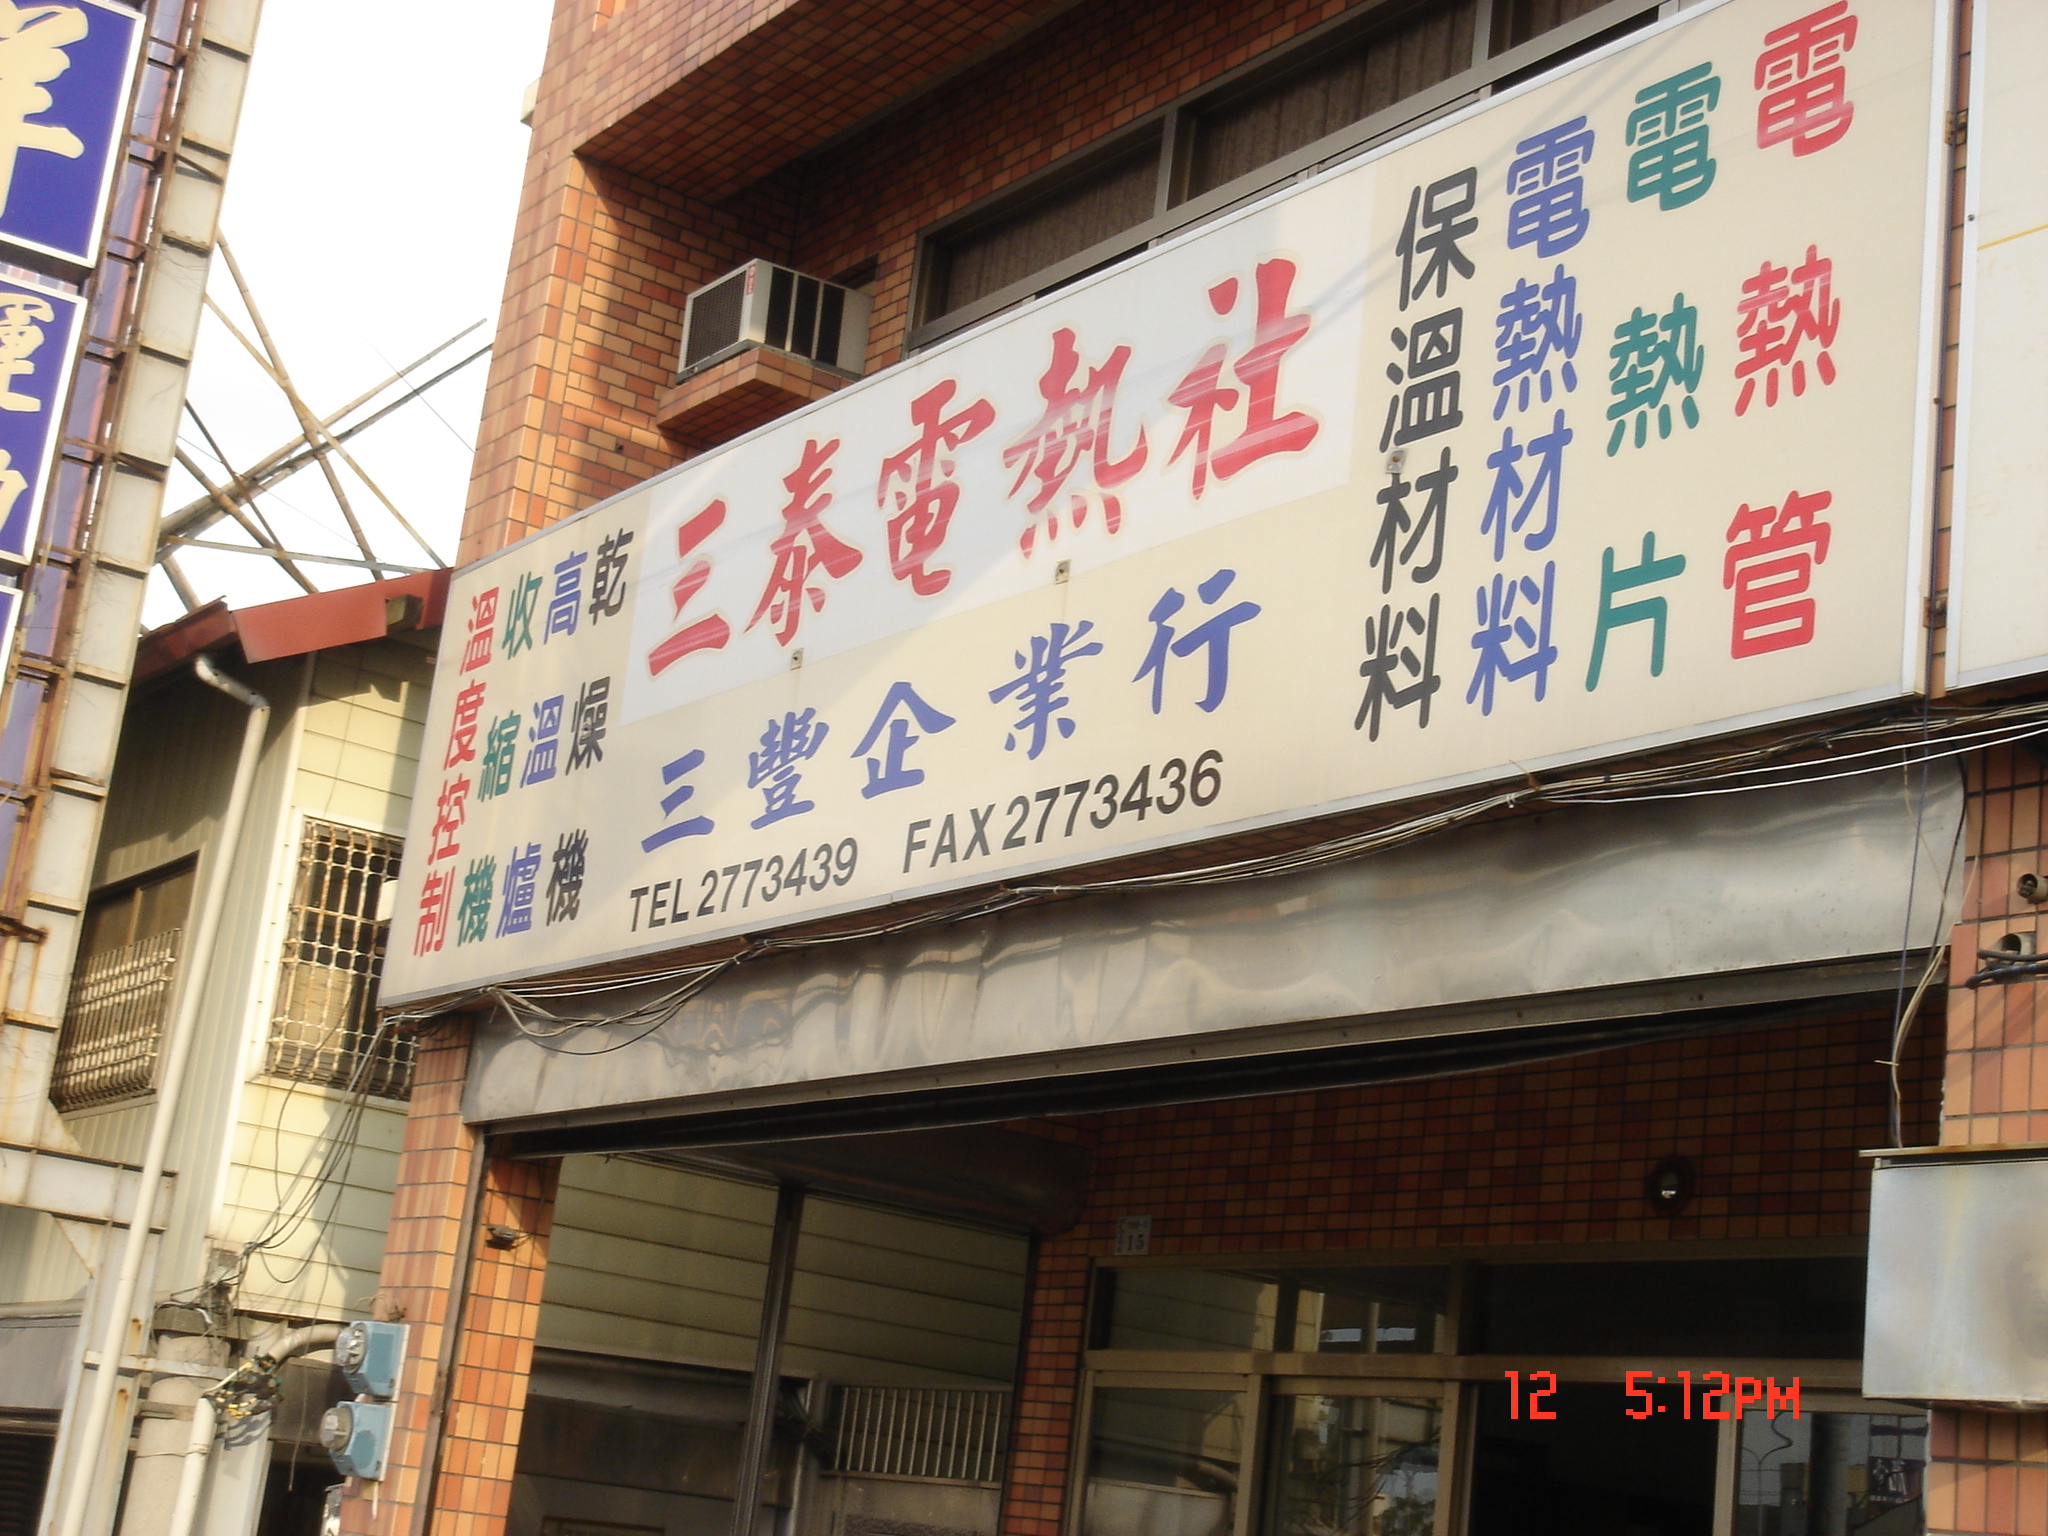 三泰電熱社
三豐企業行
TEL 2773439 FAX 2773436
電熱管
電熱片
電熱材料
保溫材料
乾燥機
高溫溫爐
收縮機
溫度控制
15
12 5:12PM